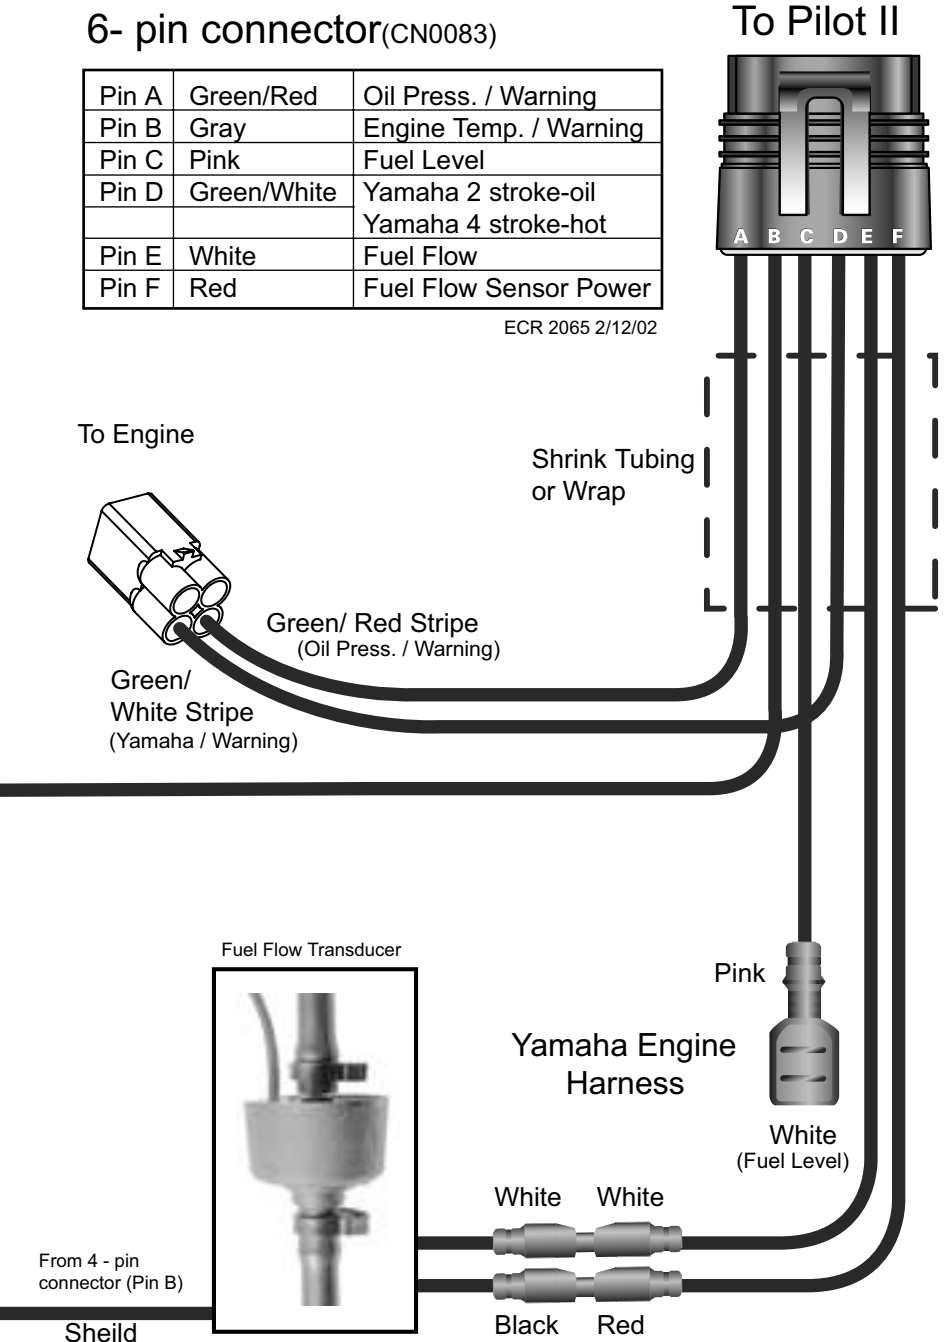 6- pin connector(CN0083)
To Pilot II
Pin A Green/Red Oil Press. / Warning
Pin B Gray Engine Temp. / Warning
Pin C Pink Fuel Level
Pin D Green/White Yamaha 2 stroke-oil
Yamaha 4 stroke-hot
Pin E White Fuel Flow
Pin F Red Fuel Flow Sensor Power
ECR 2065 2/12/02
A B C D E F
To Engine
Shrink Tubing
or Wrap
Green/ Red Stripe
(Oil Press. / Warning)
Green/
White Stripe
(Yamaha / Warning)
Fuel Flow Transducer
Pink
Yamaha Engine
Harness
White
(Fuel Level)
White White
From 4 - pin
connector (Pin B)
Sheild
Black Red